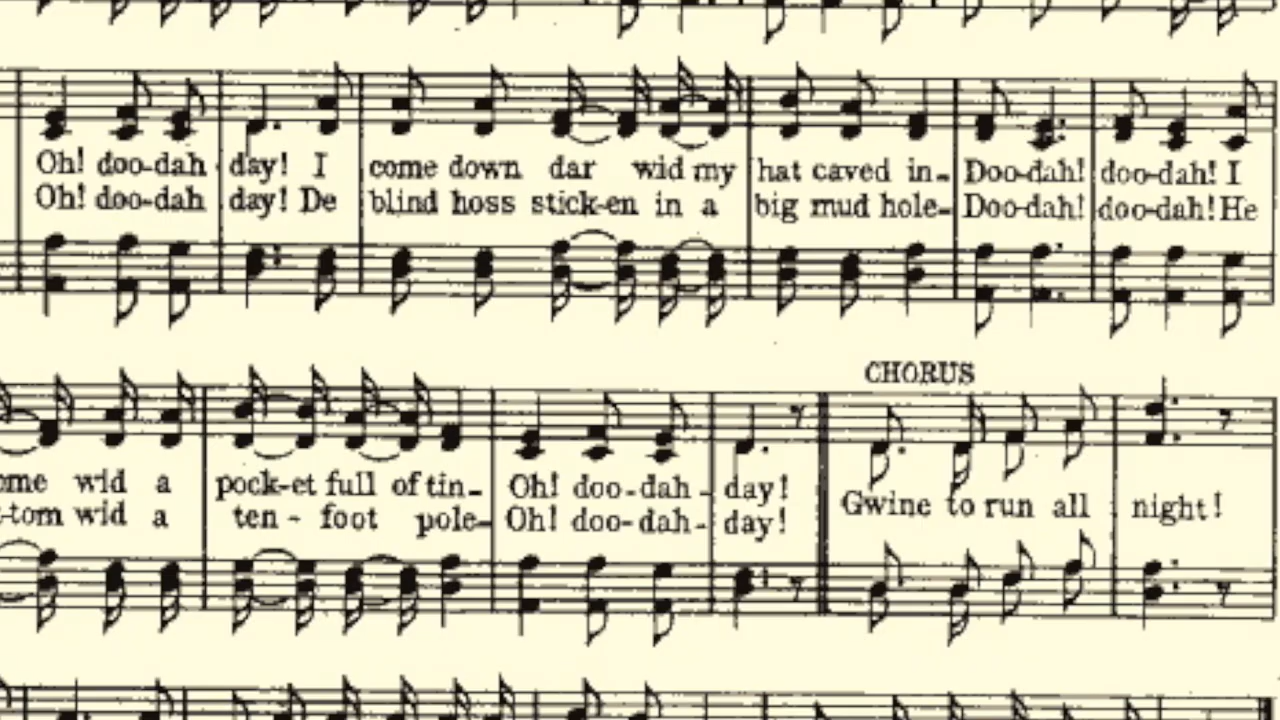 Oh! doo-dah day! I come down dar wid my hat caved in- Doo-dah! doo-dah! I
Oh! doo-dah day! De blind hoss stick-en in a big mud hole- Doo-dah! doo-dah! He
CHORUS
ome wid a pock-et full of tin- Oh! doo-dah- day! Gwine to run all night!
-tom wid a ten- foot pole- Oh! doo-dah- day!